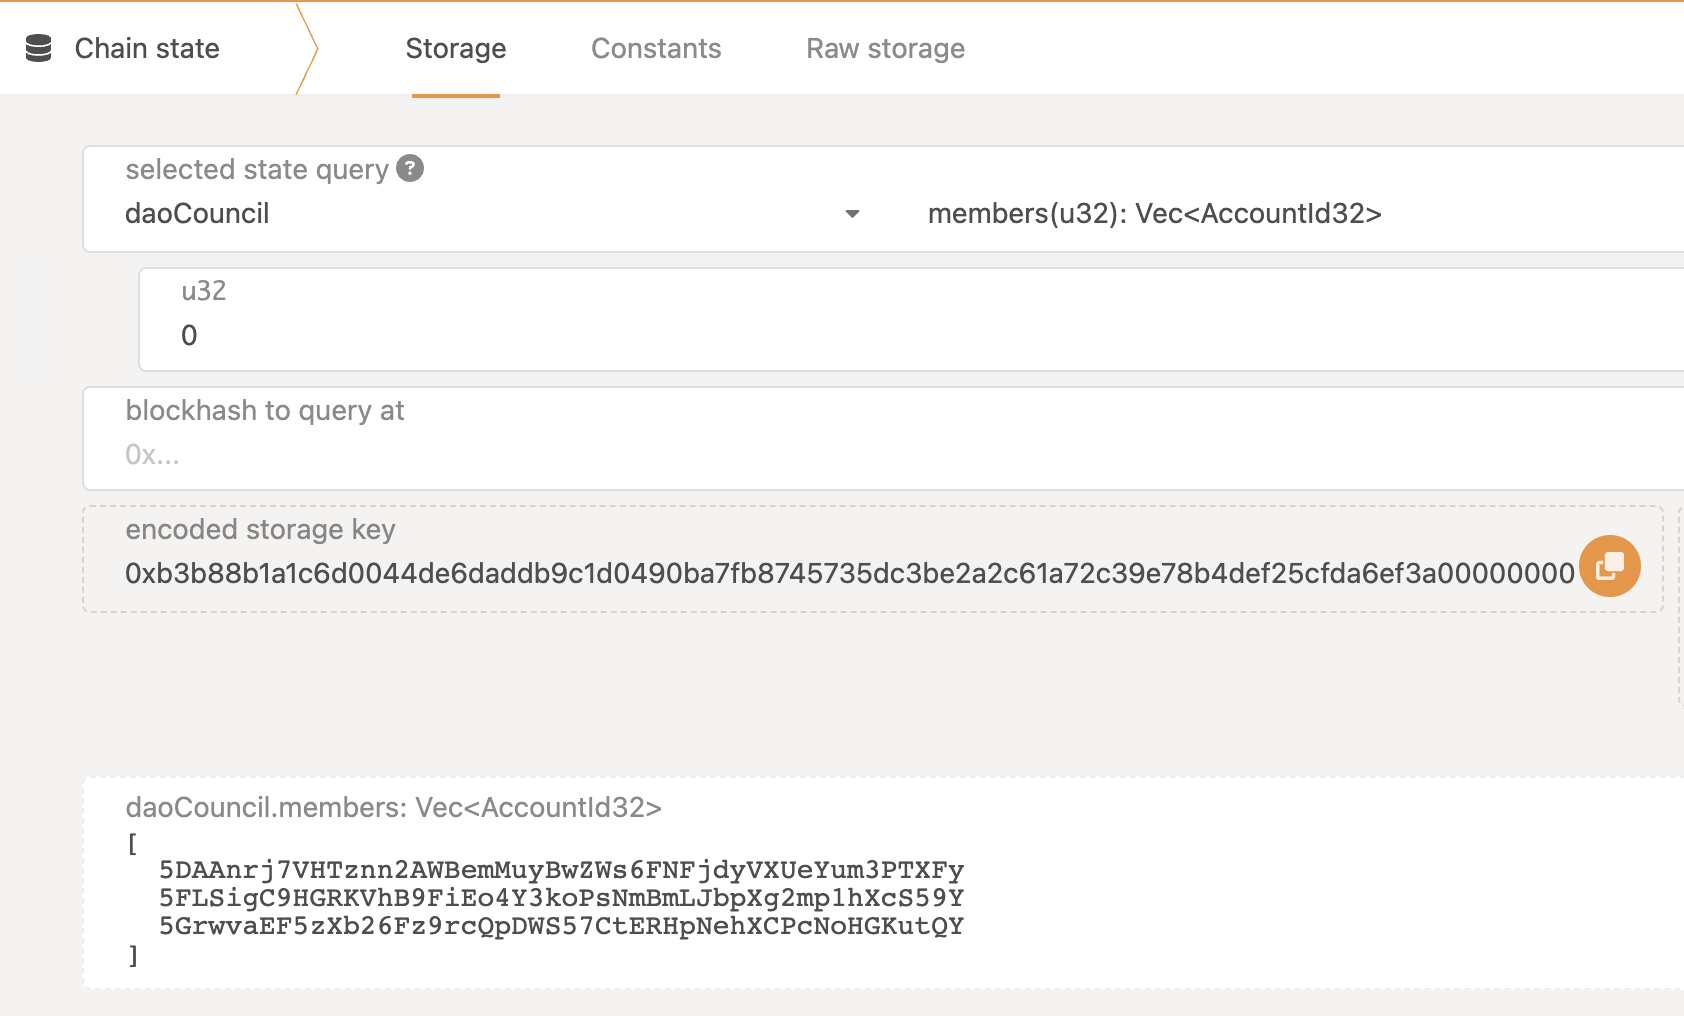 Chain state
Storage
Constants
Raw storage
selected state query ?
daoCouncil
members(u32): Vec<AccountId32>
u32
0
blockhash to query at
0x...
encoded storage key
0xb3b88b1a1c6d0044de6daddb9c1d0490ba7fb8745735dc3be2a2c61a72c39e78b4def25cfda6ef3a00000000
daoCouncil.members: Vec<AccountId32>
[
5DAAnrj7VHTznn2AWBemMuyBwZWs6FNFjdyVXUeYum3PTXFy
5FLSigC9HGRKVhB9FiEo4Y3koPsNmBmLJbpXg2mp1hXcS59Y
5GrwvaEF5zXb26Fz9rcQpDWS57CtERHpNehXCPcNoHGKutQY
]